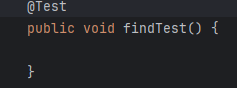 @Test
public void findTest() {
}